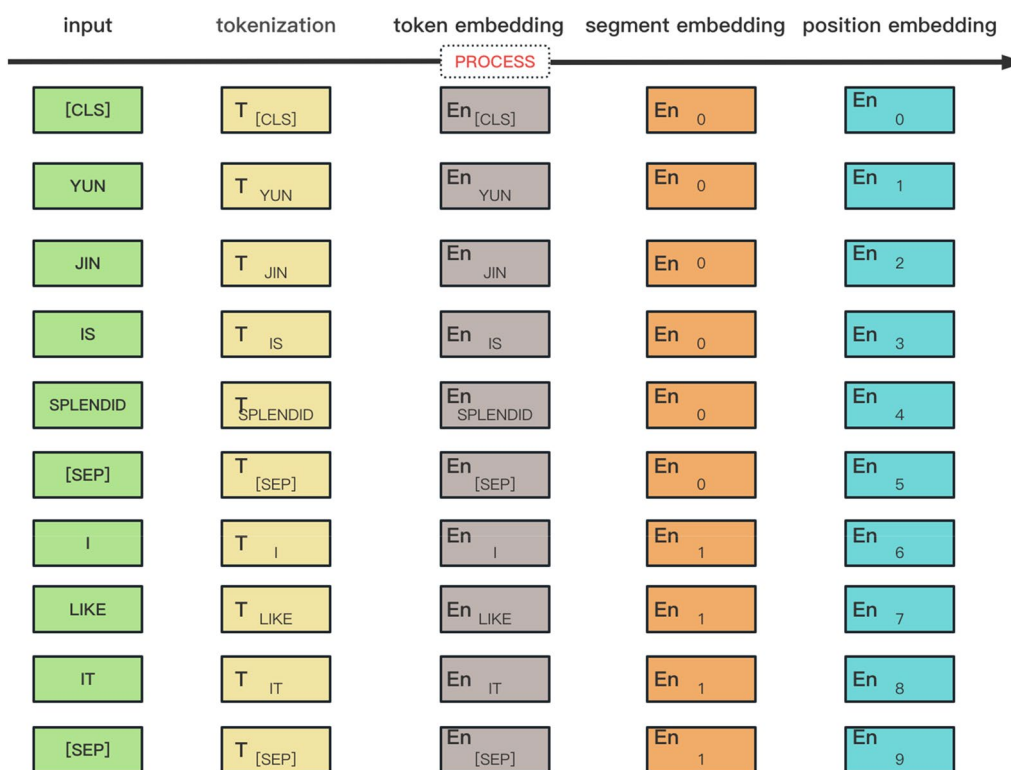 input tokenization token embedding segment embedding position embedding
PROCESS
[CLS] T [CLS] En [CLS] En 0 En 0
YUN T YUN En YUN En 0 En 1
JIN T JIN En JIN En 0 En 2
IS T IS En IS En 0 En 3
SPLENDID T SPLENDID En SPLENDID En 0 En 4
[SEP] T [SEP] En [SEP] En 0 En 5
I T I En I En 1 En 6
LIKE T LIKE En LIKE En 1 En 7
IT T IT En IT En 1 En 8
[SEP] T [SEP] En [SEP] En 1 En 9